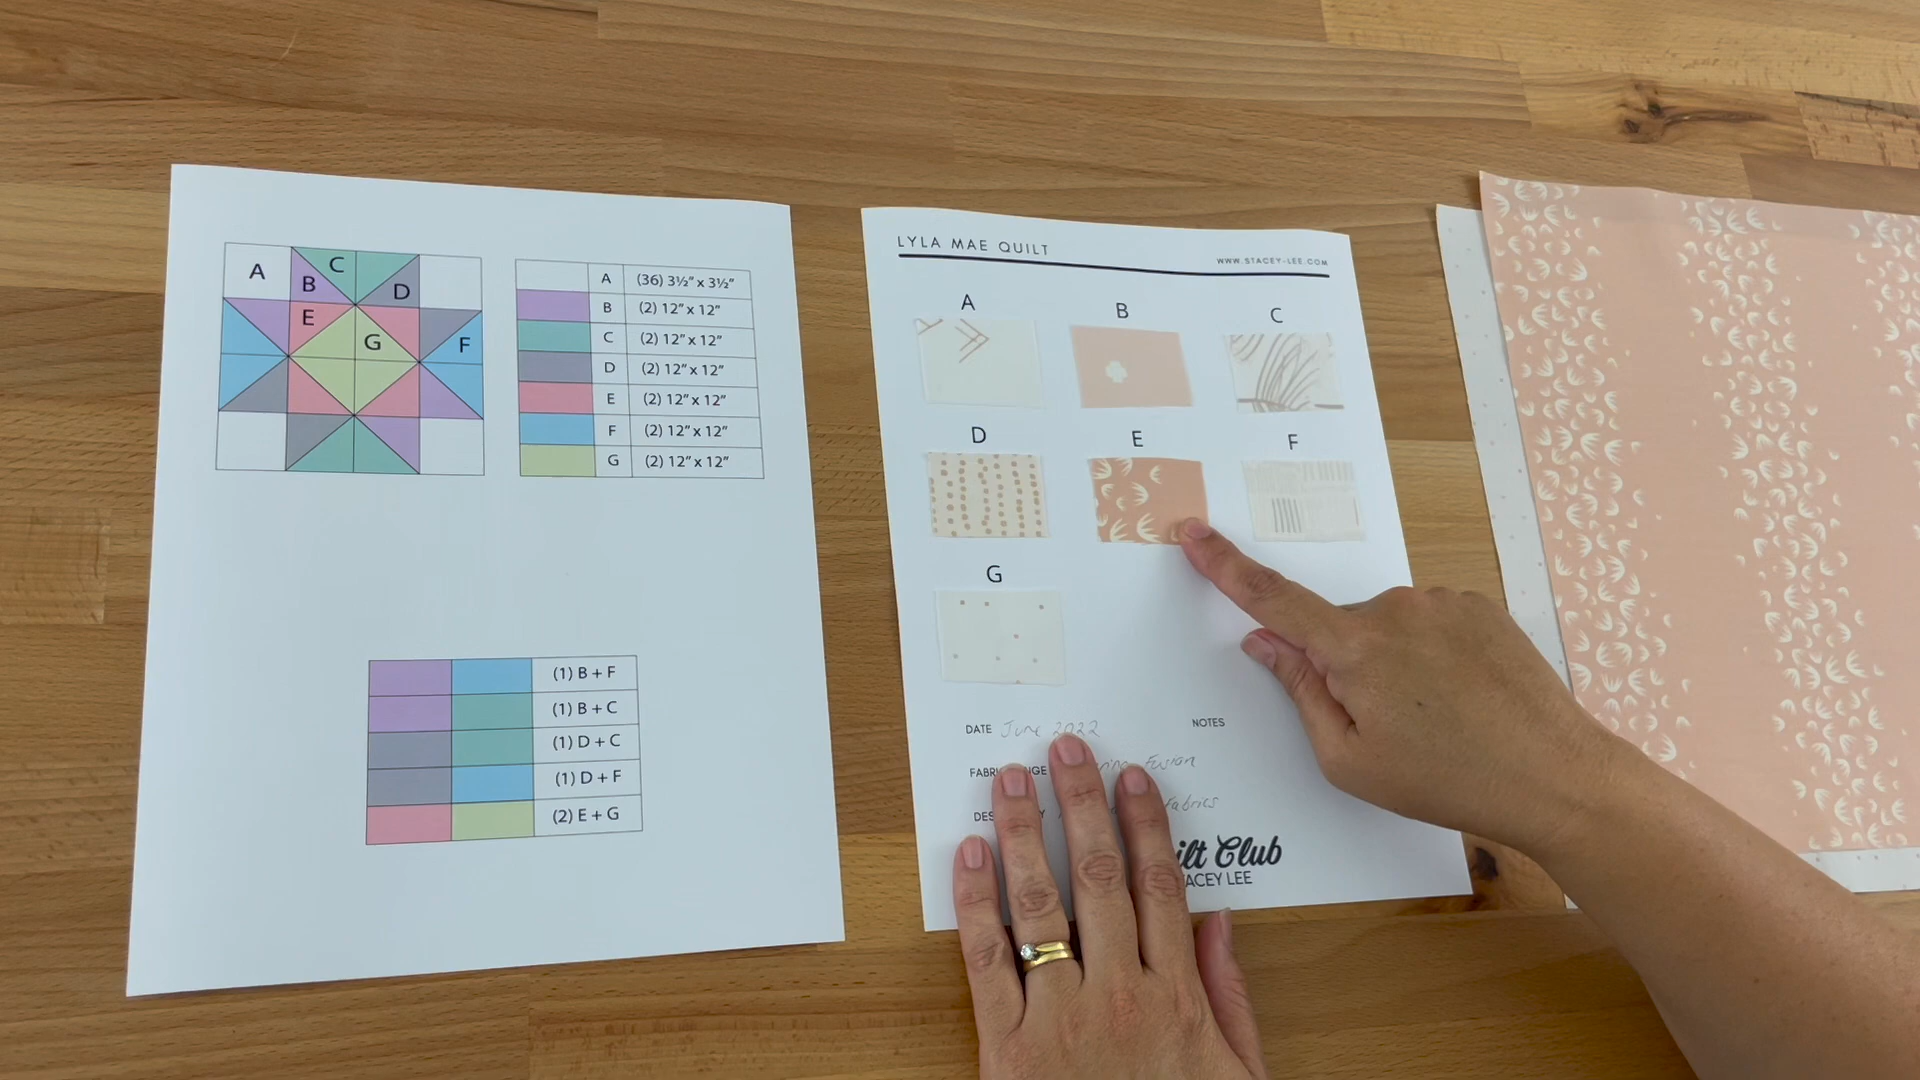 A
B
C
D
E
G
F
A (36) 3½" x 3½"
B (2) 12" x 12"
C (2) 12" x 12"
D (2) 12" x 12"
E (2) 12" x 12"
F (2) 12" x 12"
G (2) 12" x 12"
(1) B + F
(1) B + C
(1) D + C
(1) D + F
(2) E + G
LYLA MAE QUILT
WWW.STACEY-LEE.COM
A B C
D E F
G
DATE June 2022 NOTES
Fusion
Fabrics
Club
LEE